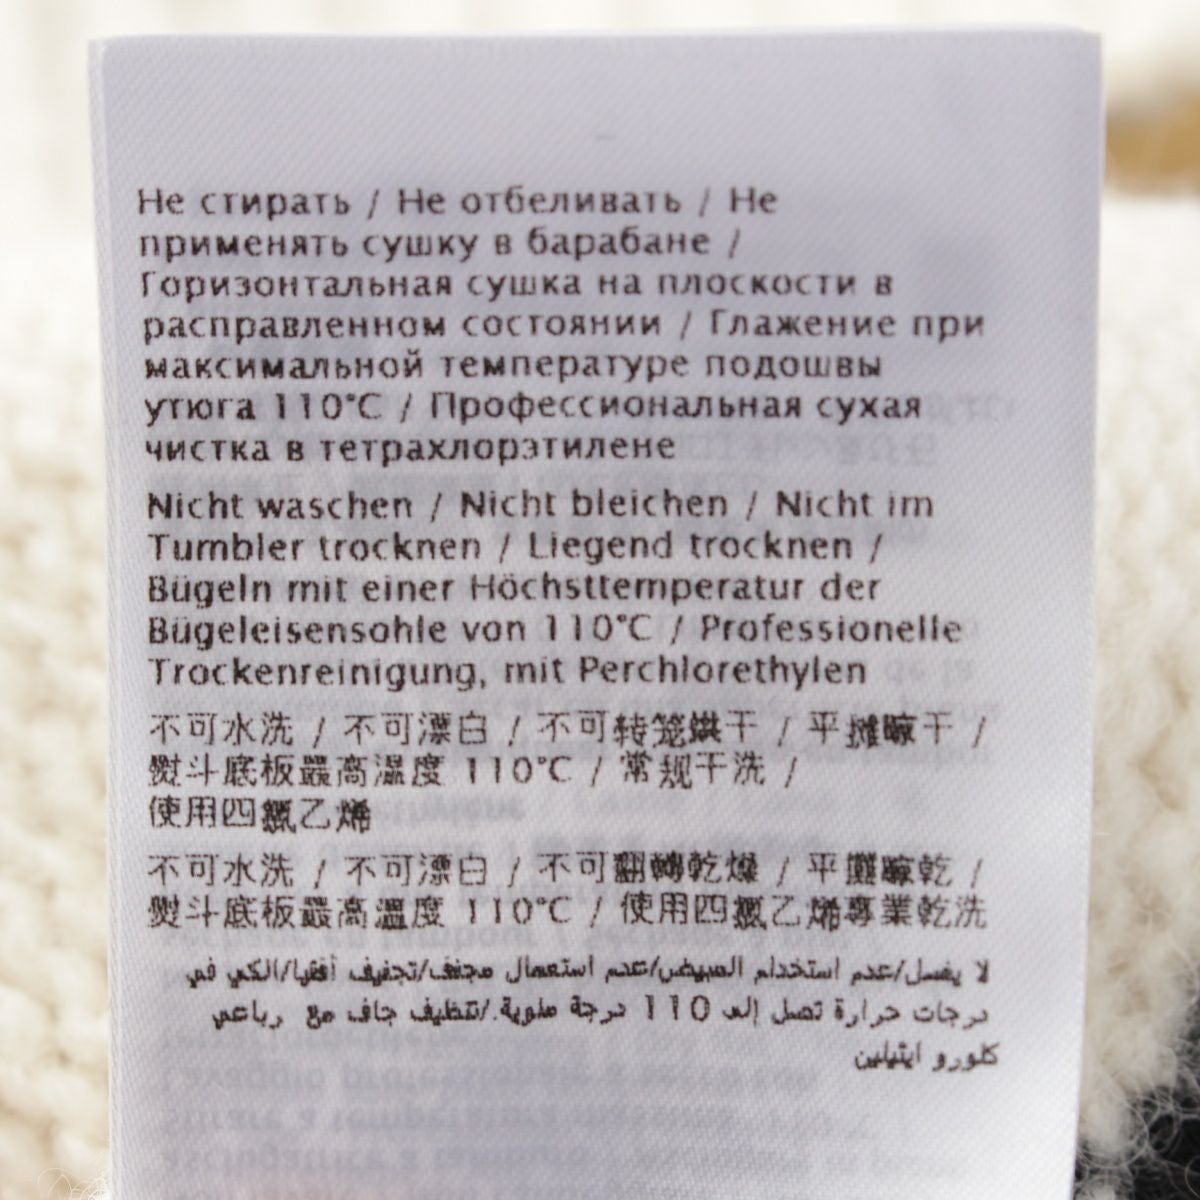 Не стирать / Не отбеливать / Не
применять сушку в барабане /
Горизонтальная сушка на плоскости в
расправленном состоянии / Глажение при
максимальной температуре подошвы
утюга 110°C / Профессиональная сухая
чистка в тетрахлорэтилене
Nicht waschen / Nicht bleichen / Nicht im
Tumbler trocknen / Liegend trocknen /
Bügeln mit einer Höchsttemperatur der
Bügeleisensohle von 110°C / Professionelle
Trockenreinigung, mit Perchlorethylen
不可水洗 / 不可漂白 / 不可转笼烘干 / 平摊晾干 /
熨斗底板最高温度 110°C / 常规干洗 /
使用四氯乙烯
不可水洗 / 不可漂白 / 不可翻轉乾燥 / 平攤晾乾 /
熨斗底板最高溫度 110°C / 使用四氯乙烯專業乾洗
لا يغسل/عدم استخدام المبيض/عدم استعمال مجفف/تجفيف أفقيا/الكي في
درجات حرارة تصل إلى 110 درجة مئوية./تنظيف جاف مع رباعي
كلورو ايثيلين